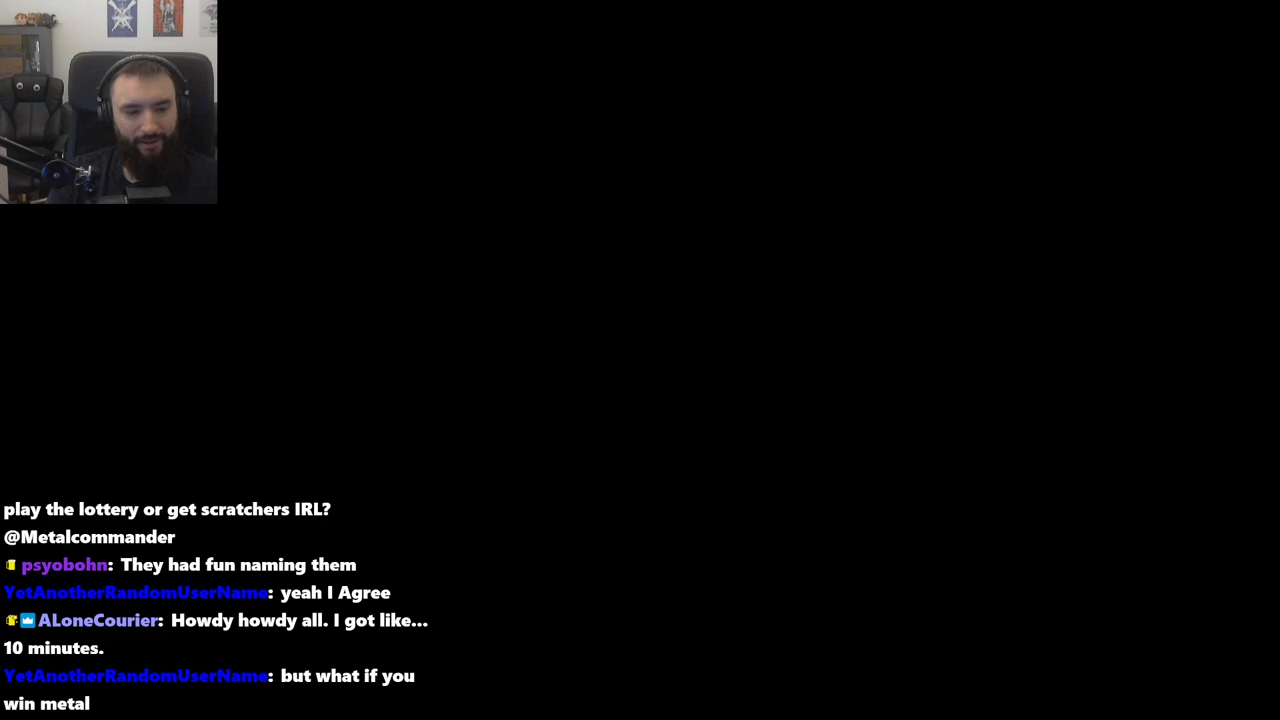 play the lottery or get scratchers IRL?
@Metalcommander
psyobohn: They had fun naming them
YetAnotherRandomUserName: yeah I Agree
ALoneCourier: Howdy howdy all. I got like...
10 minutes.
YetAnotherRandomUserName: but what if you
win metal